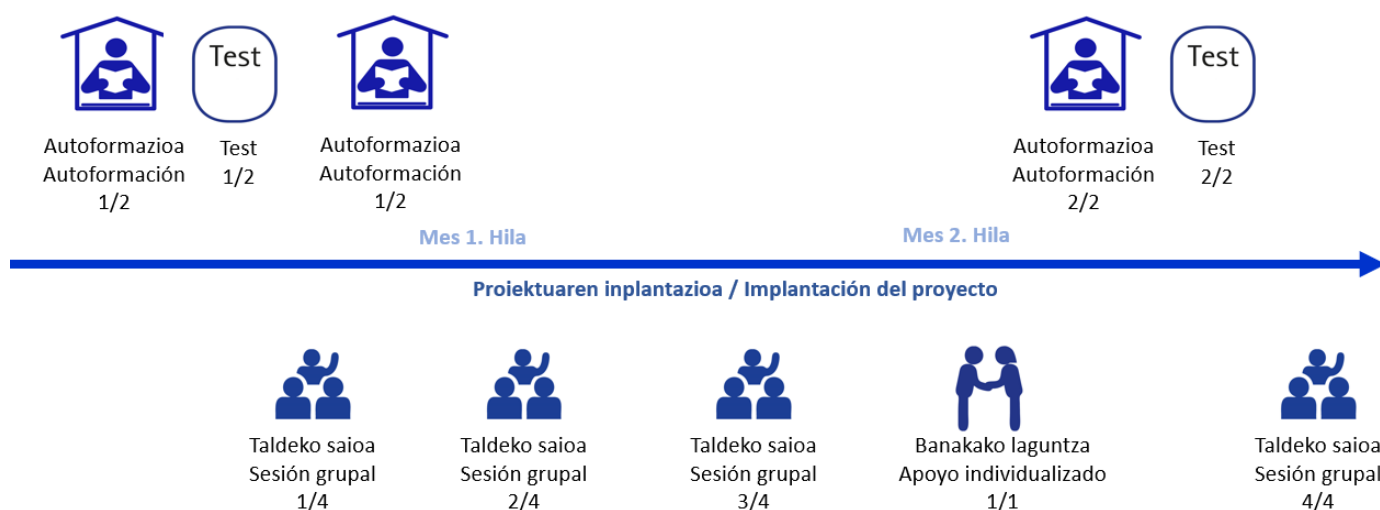 Test
Test
Autoformazioa
Autoformación
1/2
Test
1/2
Autoformazioa
Autoformación
1/2
Autoformazioa
Autoformación
2/2
Test
2/2
Mes 1. Hila
Mes 2. Hila
Proiektuaren inplantazioa / Implantación del proyecto
Taldeko saioa
Sesión grupal
1/4
Taldeko saioa
Sesión grupal
2/4
Taldeko saioa
Sesión grupal
3/4
Banakako laguntza
Apoyo individualizado
1/1
Taldeko saioa
Sesión grupal
4/4